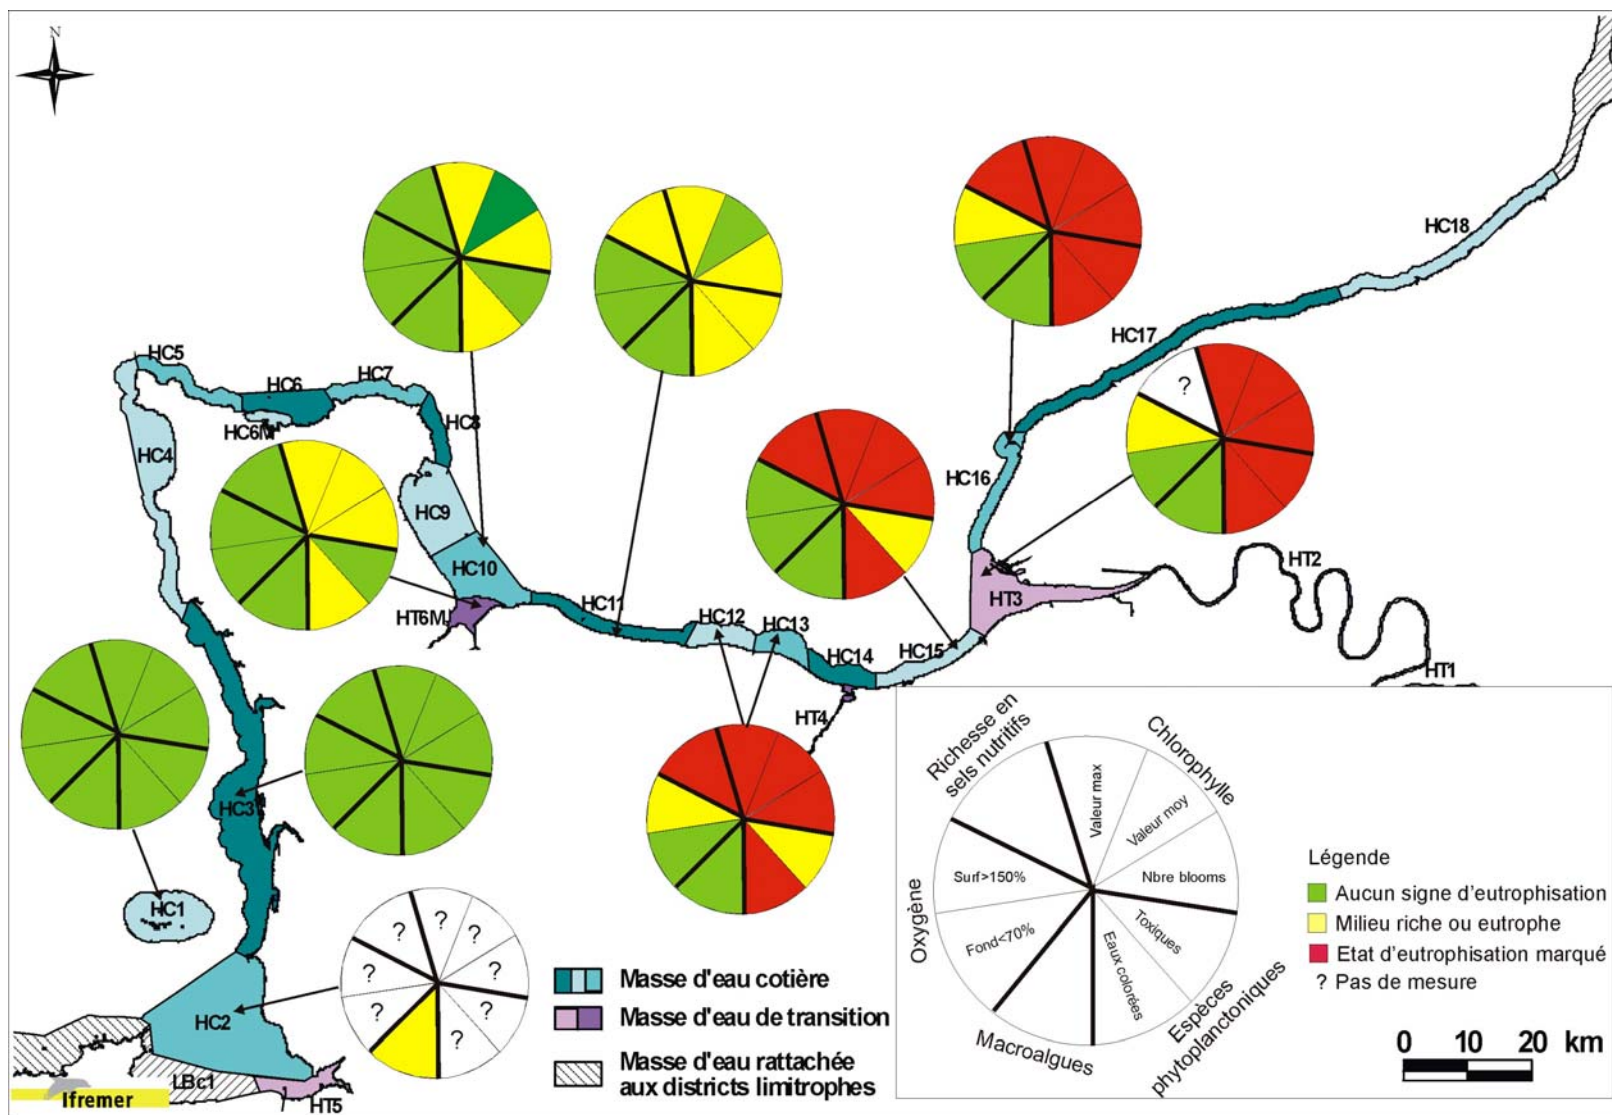 N
HC18
HC17
HC5
HC7
HC6
HC8
HC6M
HC4
HC9
HC16
?
HC10
HT2
HT3
HT6M
HC11
HC12
HC13
HC15
HC14
HT1
HT4
HC3
HC1
HC2
? ? ?
? ?
? ?
?
LBc1
HT5
Ifremer
Masse d'eau cotière
Masse d'eau de transition
Masse d'eau rattachée
aux districts limitrophes
Richesse en
sels nutritifs
Chlorophylle
Valeur max
Valeur moy
Nbre blooms
Surf>150%
Fond<70%
Oxygène
Toxiques
Eaux colorées
Espèces
phytoplanctoniques
Macroalgues
Légende
Aucun signe d'eutrophisation
Milieu riche ou eutrophe
Etat d'eutrophisation marqué
? Pas de mesure
0 10 20 km